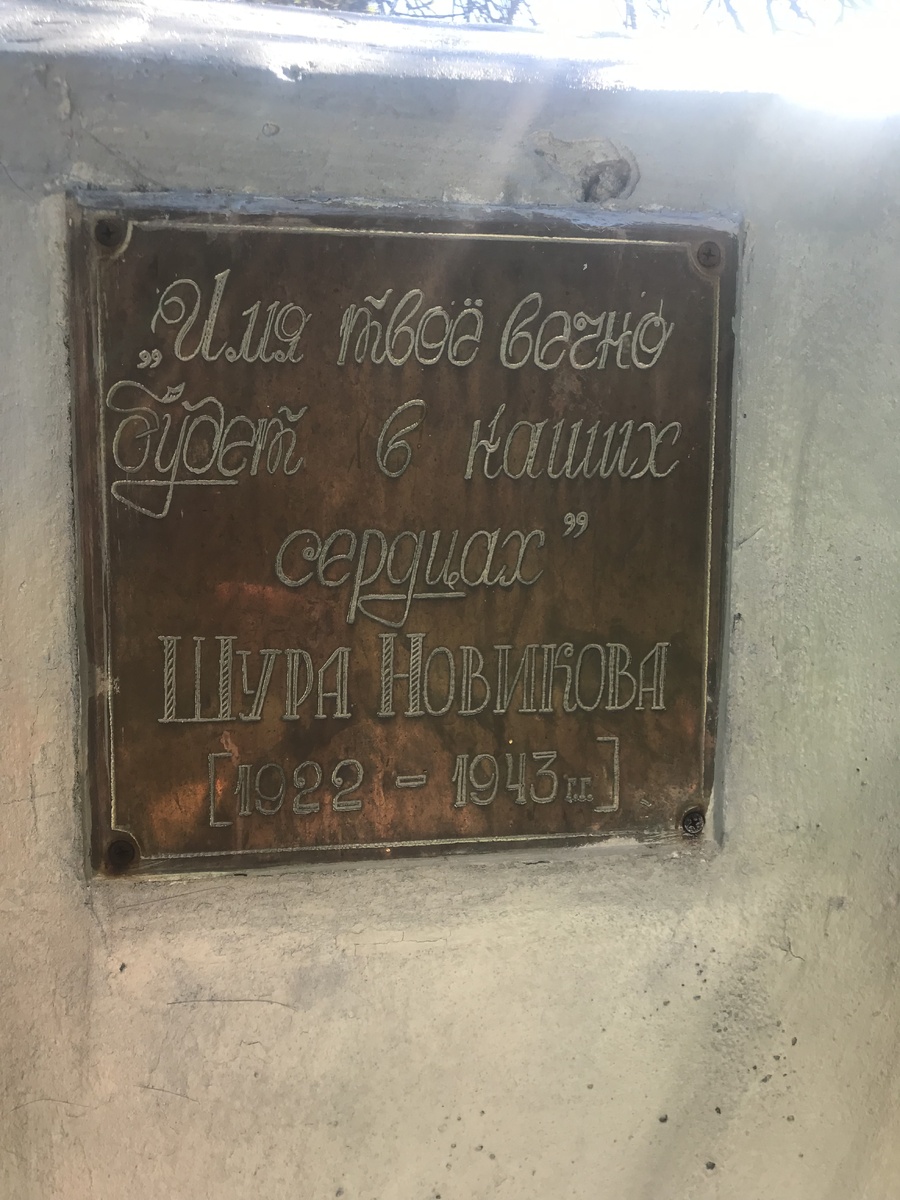 „Имя твоё вечно
будет в наших
сердцах”
Шура Новикова
[1922 - 1943 г.г.]